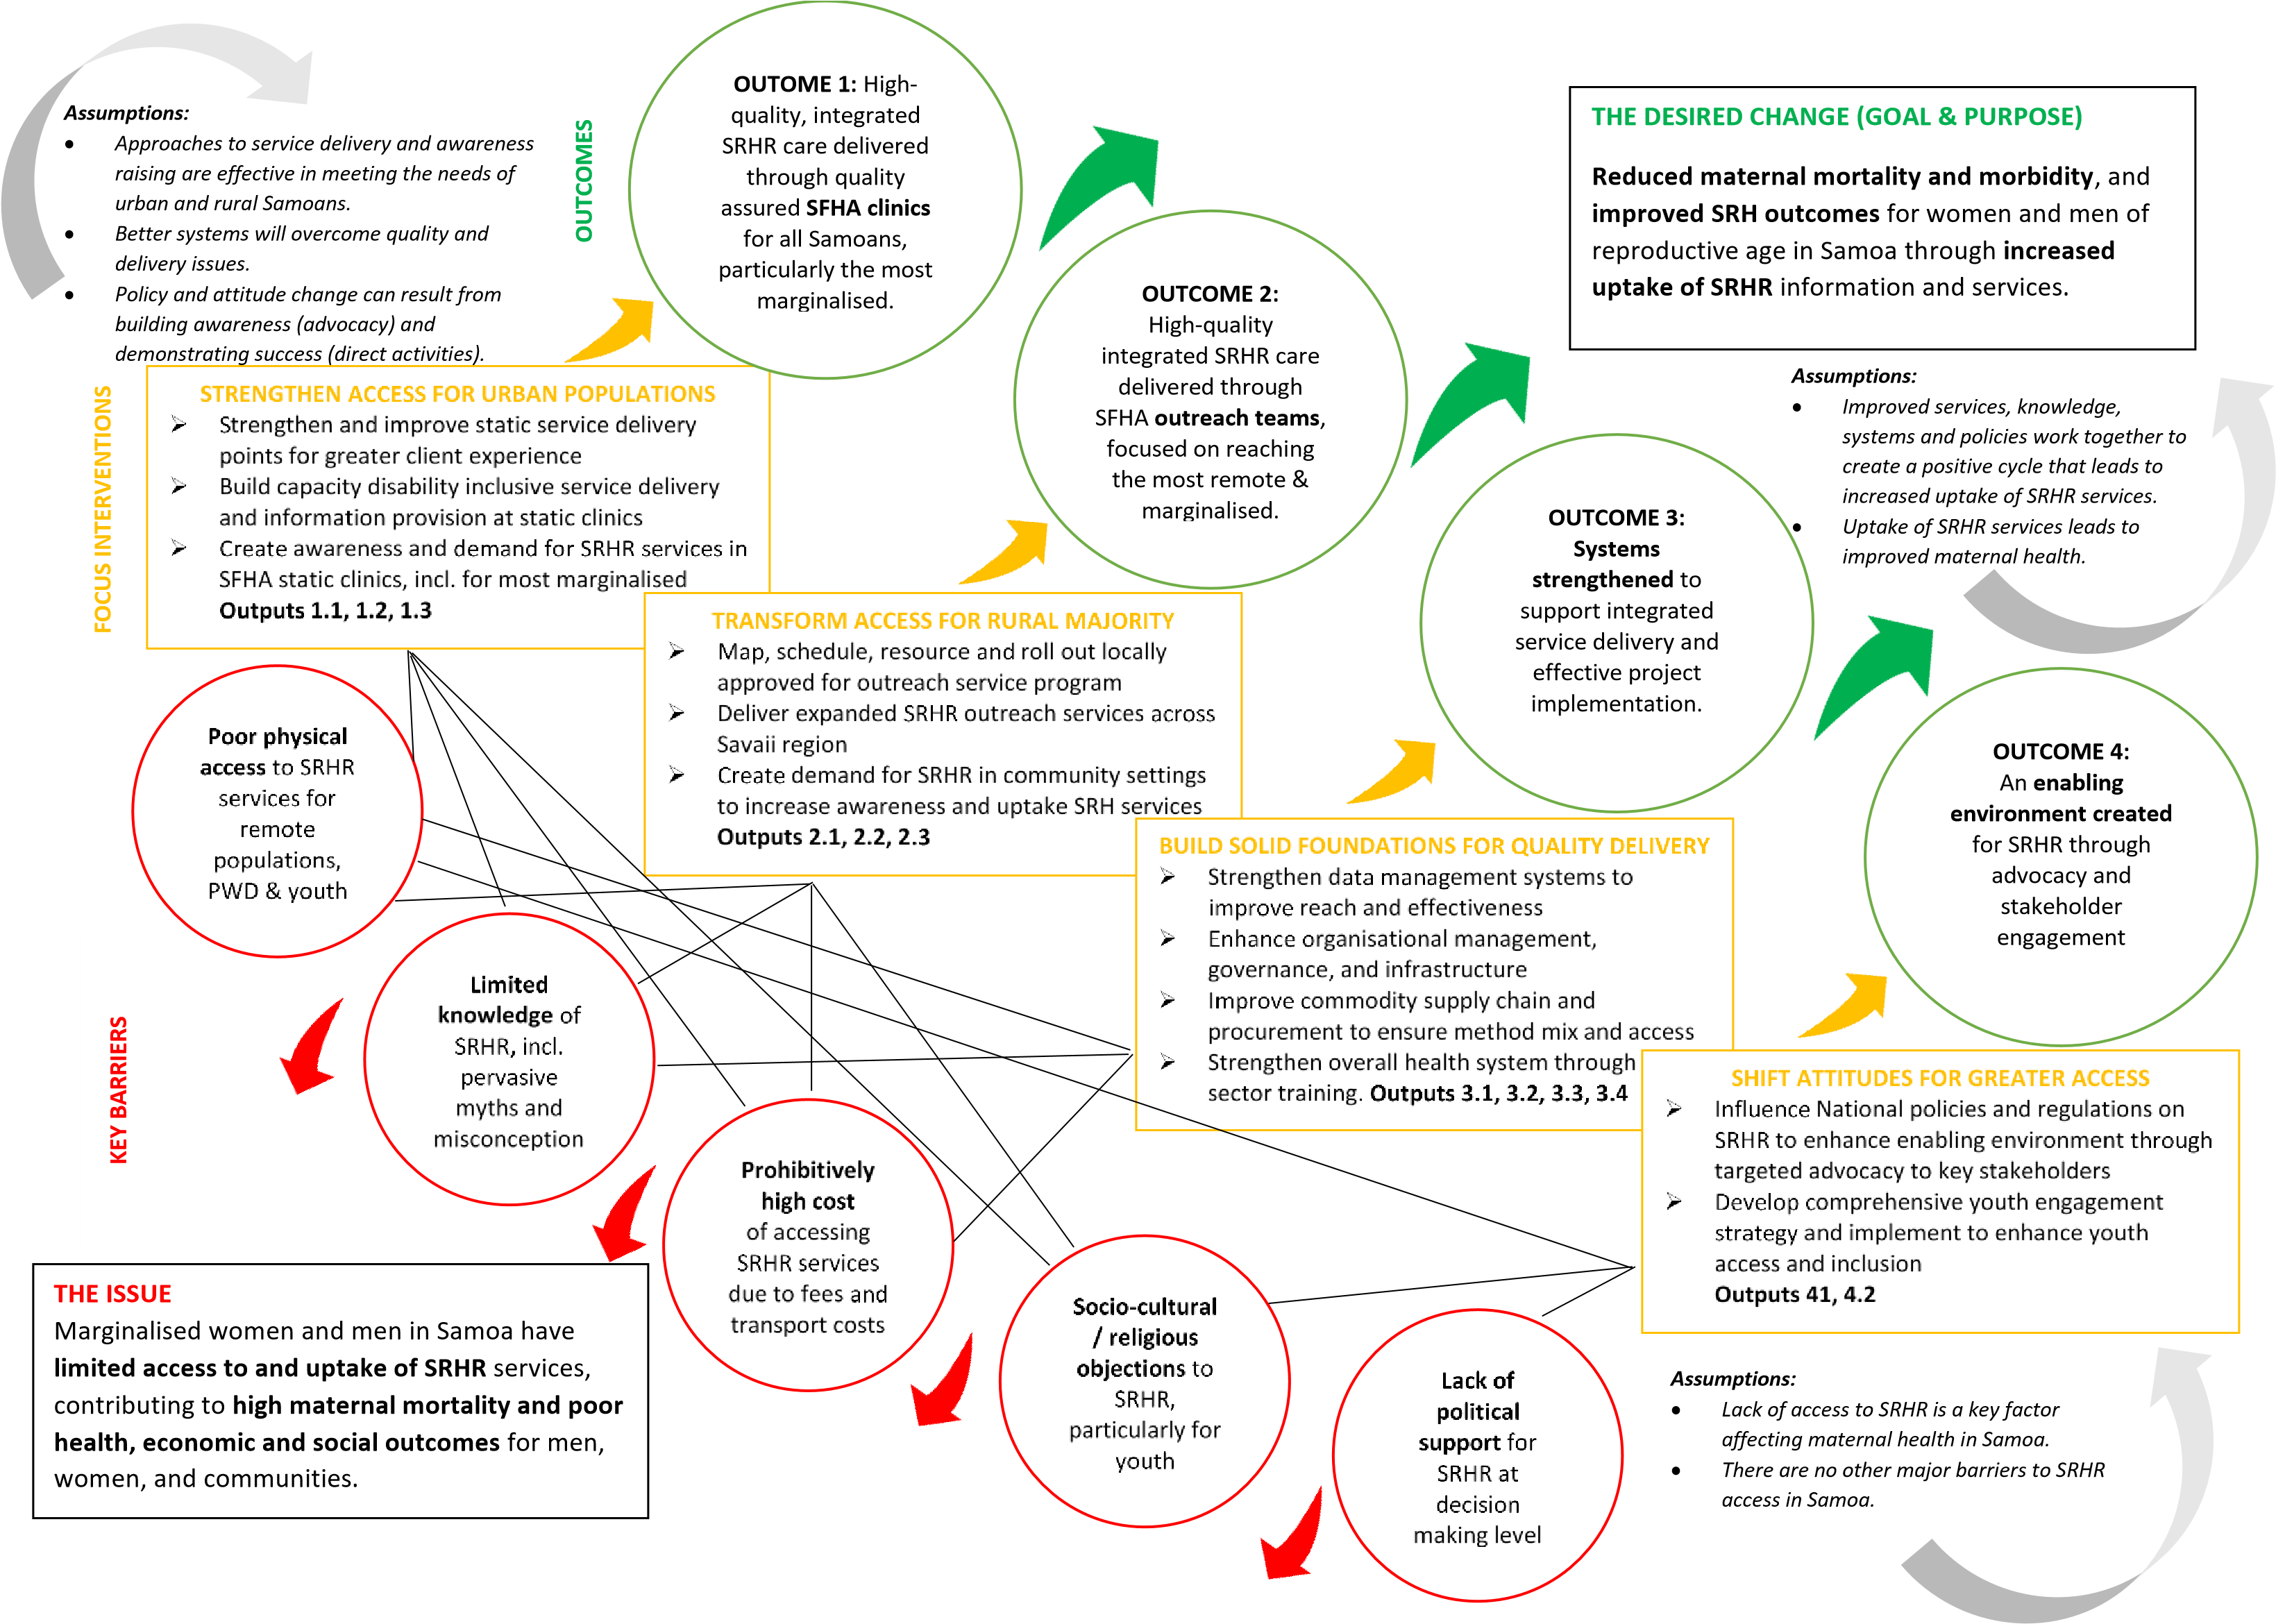 Assumptions:
• Approaches to service delivery and awareness
raising are effective in meeting the needs of
urban and rural Samoans.
• Better systems will overcome quality and
delivery issues.
• Policy and attitude change can result from
building awareness (advocacy) and
demonstrating success (direct activities).
OUTCOMES
OUTOME 1: High-
quality, integrated
SRHR care delivered
through quality
assured SFHA clinics
for all Samoans,
particularly the most
marginalised.
OUTCOME 2:
High-quality
integrated SRHR care
delivered through
SFHA outreach teams,
focused on reaching
the most remote &
marginalised.
OUTCOME 3:
Systems
strengthened to
support integrated
service delivery and
effective project
implementation.
OUTCOME 4:
An enabling
environment created
for SRHR through
advocacy and
stakeholder
engagement
THE DESIRED CHANGE (GOAL & PURPOSE)
Reduced maternal mortality and morbidity, and
improved SRH outcomes for women and men of
reproductive age in Samoa through increased
uptake of SRHR information and services.
Assumptions:
• Improved services, knowledge,
systems and policies work together to
create a positive cycle that leads to
increased uptake of SRHR services.
• Uptake of SRHR services leads to
improved maternal health.
FOCUS INTERVENTIONS
STRENGTHEN ACCESS FOR URBAN POPULATIONS
➢ Strengthen and improve static service delivery
points for greater client experience
➢ Build capacity disability inclusive service delivery
and information provision at static clinics
➢ Create awareness and demand for SRHR services in
SFHA static clinics, incl. for most marginalised
Outputs 1.1, 1.2, 1.3
TRANSFORM ACCESS FOR RURAL MAJORITY
➢ Map, schedule, resource and roll out locally
approved for outreach service program
➢ Deliver expanded SRHR outreach services across
Savaii region
➢ Create demand for SRHR in community settings
to increase awareness and uptake SRH services
Outputs 2.1, 2.2, 2.3
BUILD SOLID FOUNDATIONS FOR QUALITY DELIVERY
➢ Strengthen data management systems to
improve reach and effectiveness
➢ Enhance organisational management,
governance, and infrastructure
➢ Improve commodity supply chain and
procurement to ensure method mix and access
➢ Strengthen overall health system through
sector training. Outputs 3.1, 3.2, 3.3, 3.4
SHIFT ATTITUDES FOR GREATER ACCESS
➢ Influence National policies and regulations on
SRHR to enhance enabling environment through
targeted advocacy to key stakeholders
➢ Develop comprehensive youth engagement
strategy and implement to enhance youth
access and inclusion
Outputs 41, 4.2
KEY BARRIERS
Poor physical
access to SRHR
services for
remote
populations,
PWD & youth
Limited
knowledge of
SRHR, incl.
pervasive
myths and
misconception
Prohibitively
high cost
of accessing
SRHR services
due to fees and
transport costs
Socio-cultural
/ religious
objections to
SRHR,
particularly for
youth
Lack of
political
support for
SRHR at
decision
making level
THE ISSUE
Marginalised women and men in Samoa have
limited access to and uptake of SRHR services,
contributing to high maternal mortality and poor
health, economic and social outcomes for men,
women, and communities.
Assumptions:
• Lack of access to SRHR is a key factor
affecting maternal health in Samoa.
• There are no other major barriers to SRHR
access in Samoa.